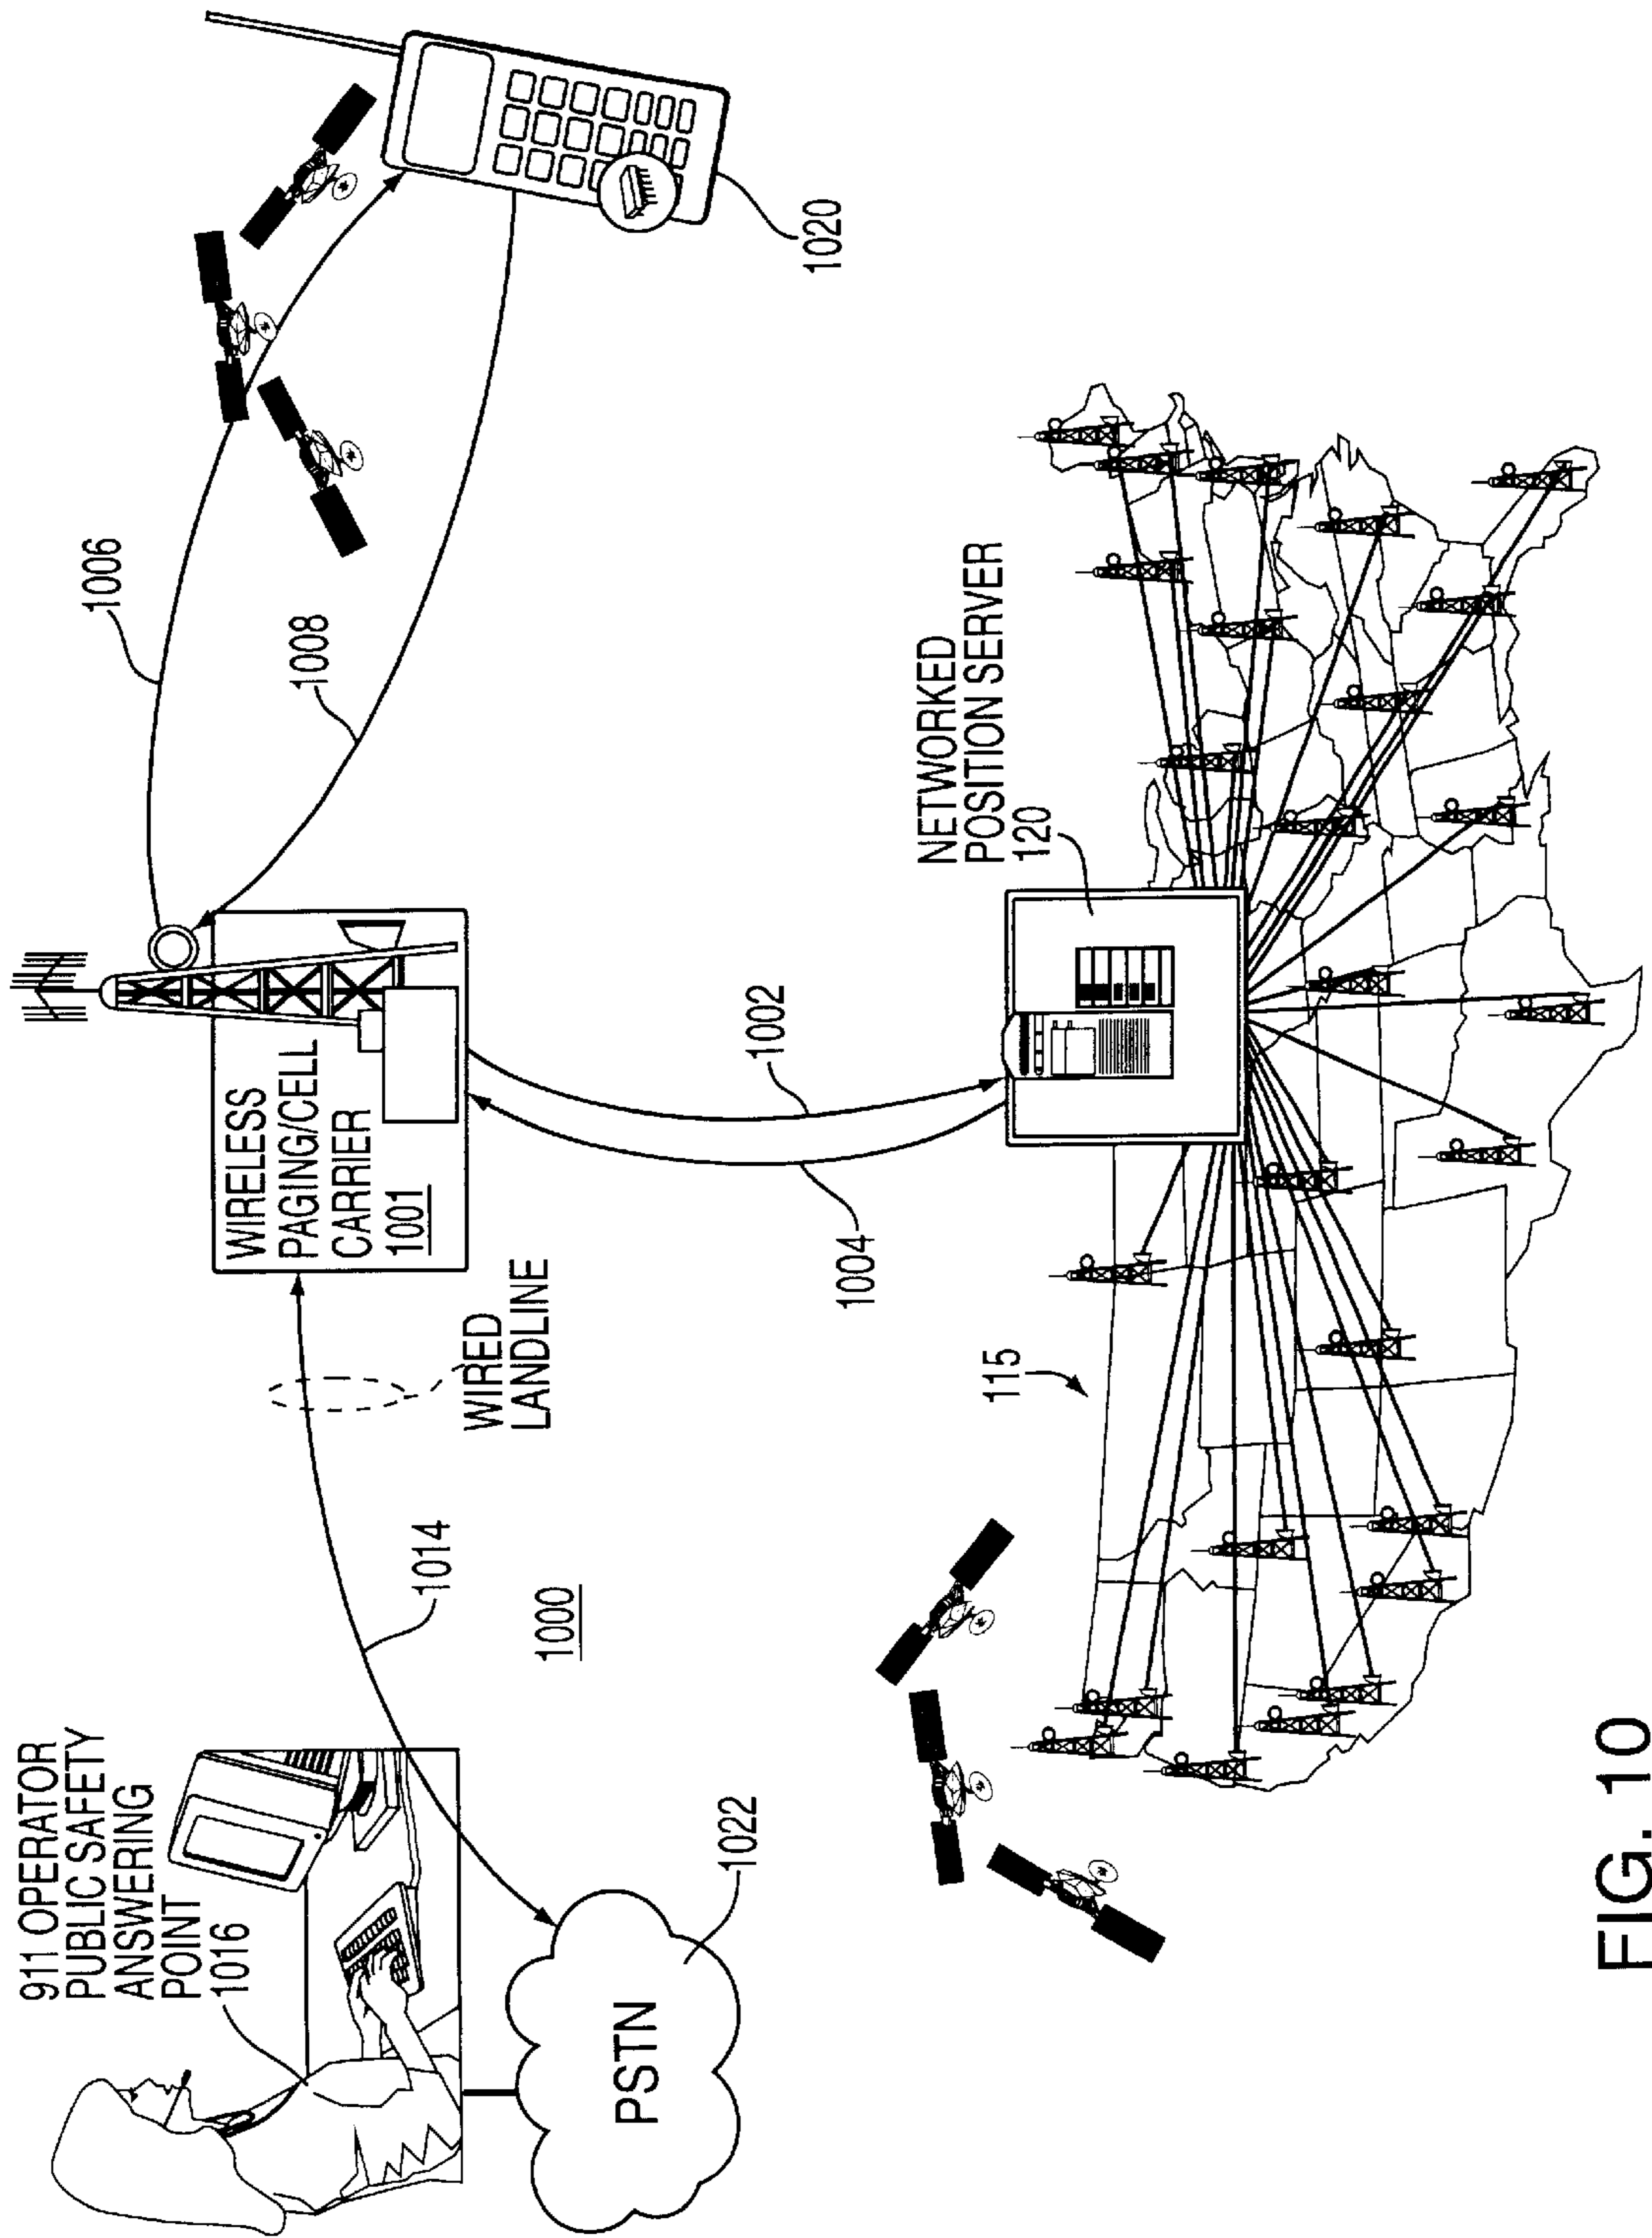 911 OPERATOR
PUBLIC SAFETY
ANSWERING
POINT
1016
PSTN
1022
1014
1000
WIRED
LANDLINE
WIRELESS
PAGING/CELL
CARRIER
1001
1006
1008
1020
1002
1004
NETWORKED
POSITION SERVER
120
115
FIG. 10